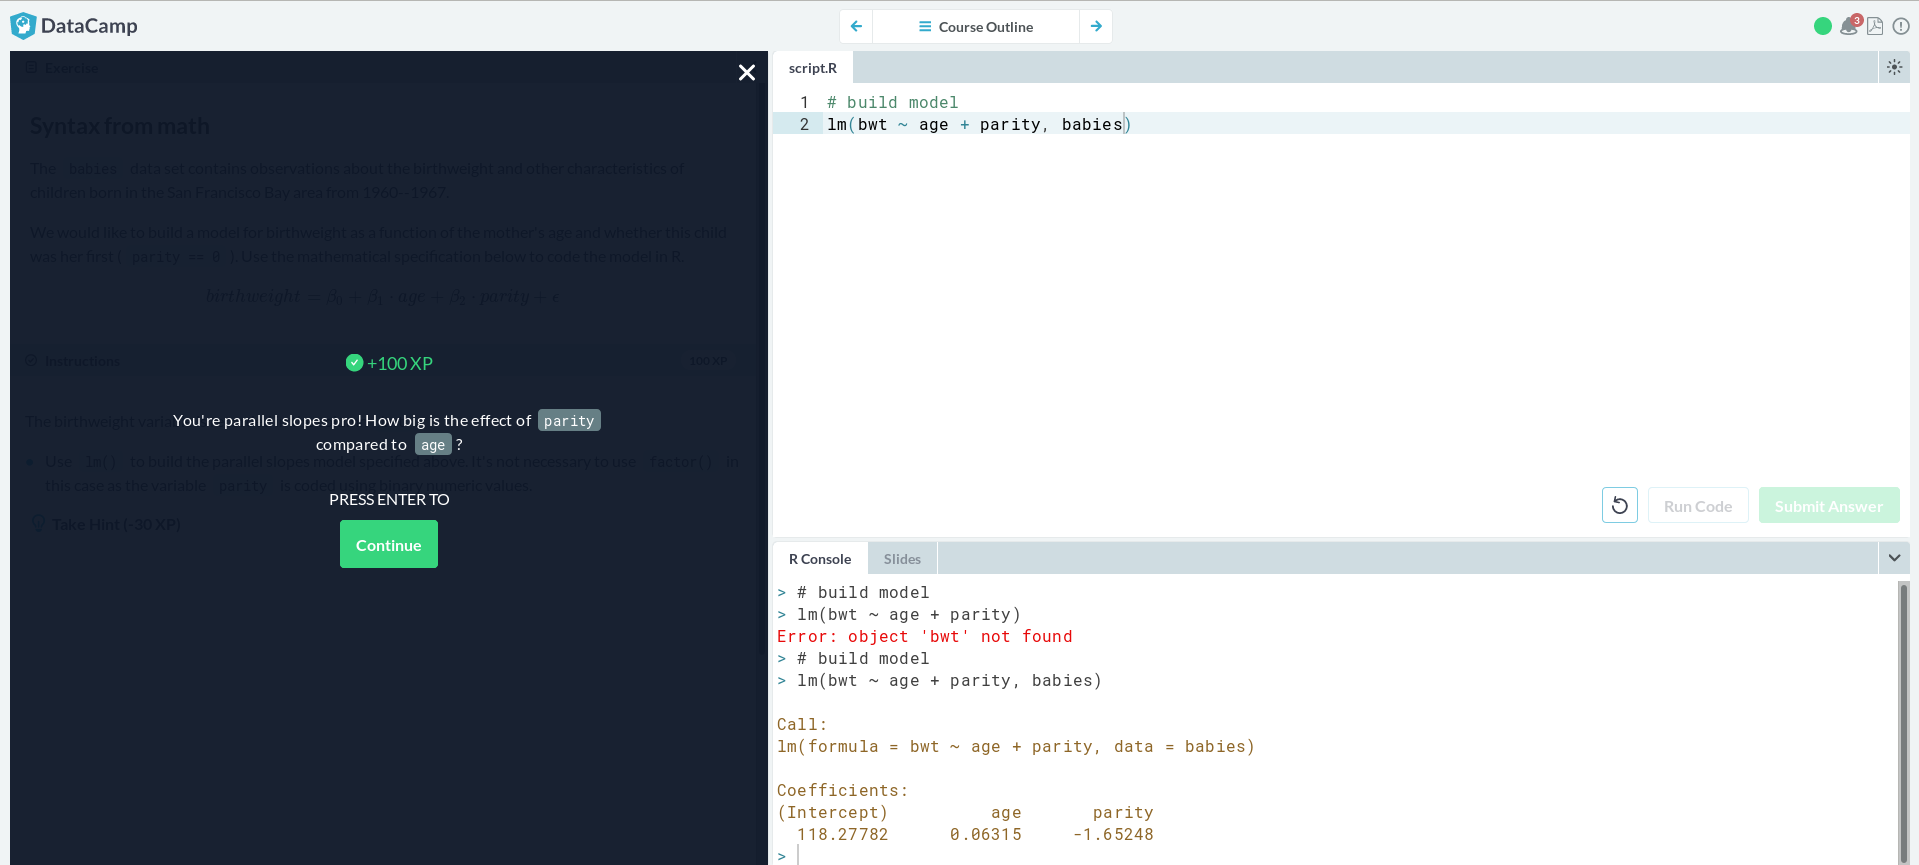 DataCamp
Course Outline
3
Exercise
Syntax from math
The babies data set contains observations about the birthweight and other characteristics of
children born in the San Francisco Bay area from 1960--1967.
We would like to build a model for birthweight as a function of the mother's age and whether this child
was her first ( parity == 0 ). Use the mathematical specification below to code the model in R.
birthweight = β₀ + β₁ · age + β₂ · parity + ϵ
Instructions
100 XP
+100 XP
The birthweight varia
You're parallel slopes pro! How big is the effect of parity
compared to age ?
Use lm() to build the parallel slopes model specified above. It's not necessary to use factor() in
this case as the variable parity is coded using binary numeric values.
PRESS ENTER TO
Take Hint (-30 XP)
Continue
script.R
1 # build model
2 lm(bwt ~ age + parity, babies)
Run Code
Submit Answer
R Console
Slides
> # build model
> lm(bwt ~ age + parity)
Error: object 'bwt' not found
> # build model
> lm(bwt ~ age + parity, babies)
Call:
lm(formula = bwt ~ age + parity, data = babies)
Coefficients:
(Intercept) age parity
118.27782 0.06315 -1.65248
>